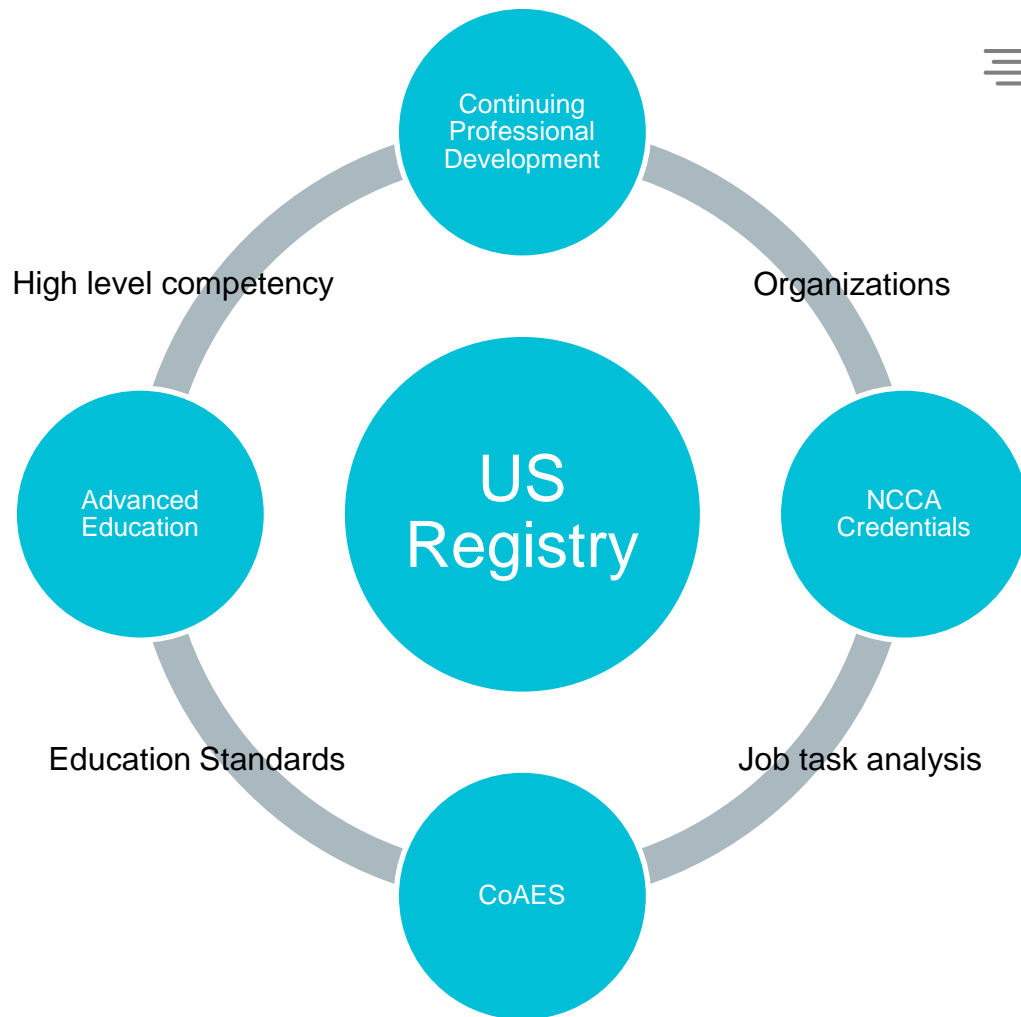 Continuing
Professional
Development
High level competency
Organizations
US
Registry
Advanced
Education
NCCA
Credentials
Education Standards
Job task analysis
CoAES